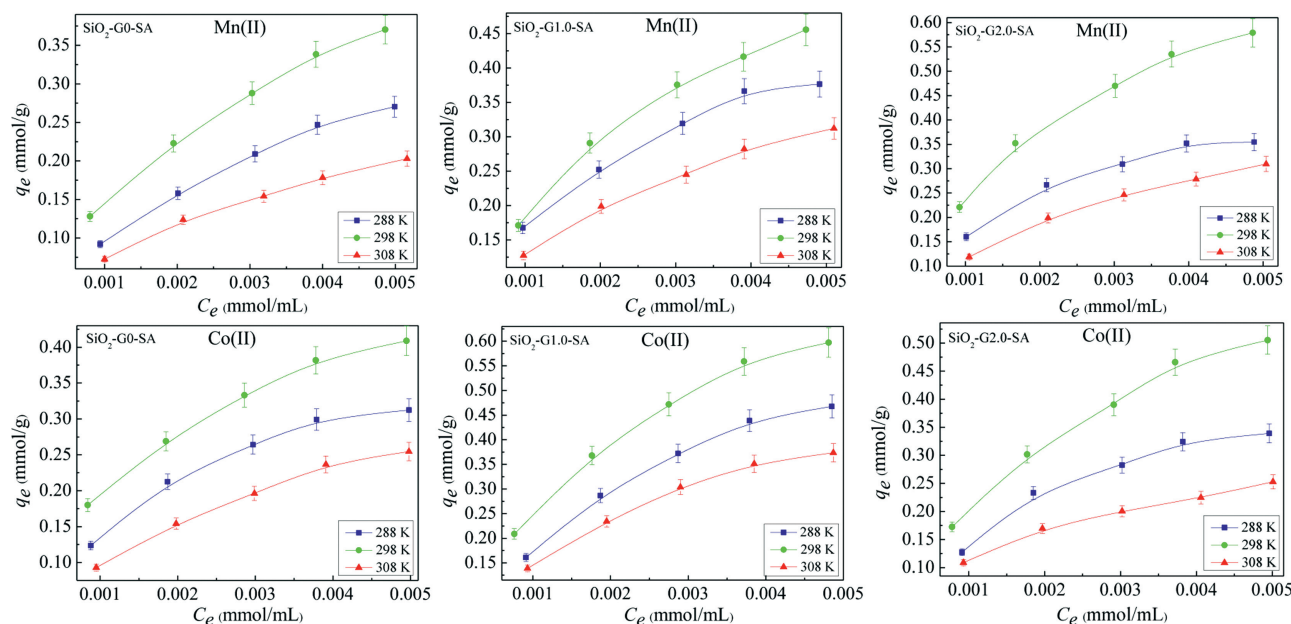 SiO₂-G0-SA Mn(II)
0.35
0.30
0.25
0.20
0.15
0.10
qₑ (mmol/g)
288 K
298 K
308 K
0.001 0.002 0.003 0.004 0.005
Cₑ (mmol/mL)
SiO₂-G1.0-SA Mn(II)
0.45
0.40
0.35
0.30
0.25
0.20
0.15
qₑ (mmol/g)
288 K
298 K
308 K
0.001 0.002 0.003 0.004 0.005
Cₑ (mmol/mL)
SiO₂-G2.0-SA Mn(II)
0.60
0.55
0.50
0.45
0.40
0.35
0.30
0.25
0.20
0.15
0.10
qₑ (mmol/g)
288 K
298 K
308 K
0.001 0.002 0.003 0.004 0.005
Cₑ (mmol/mL)
SiO₂-G0-SA Co(II)
0.40
0.35
0.30
0.25
0.20
0.15
0.10
qₑ (mmol/g)
288 K
298 K
308 K
0.001 0.002 0.003 0.004 0.005
Cₑ (mmol/mL)
SiO₂-G1.0-SA Co(II)
0.60
0.55
0.50
0.45
0.40
0.35
0.30
0.25
0.20
0.15
qₑ (mmol/g)
288 K
298 K
308 K
0.001 0.002 0.003 0.004 0.005
Cₑ (mmol/mL)
SiO₂-G2.0-SA Co(II)
0.50
0.45
0.40
0.35
0.30
0.25
0.20
0.15
0.10
qₑ (mmol/g)
288 K
298 K
308 K
0.001 0.002 0.003 0.004 0.005
Cₑ (mmol/mL)